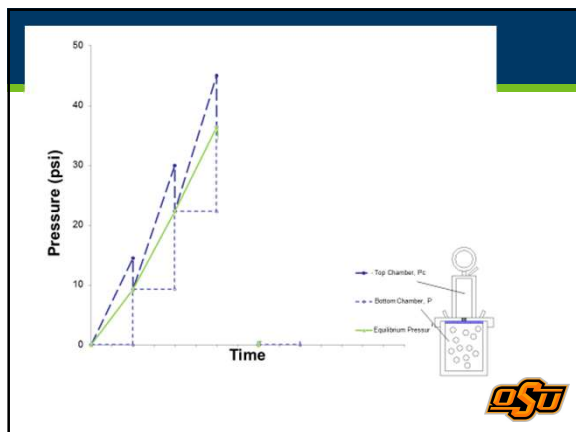 50
40
30
20
10
0
Pressure (psi)
Time
Top Chamber, Pc
Bottom Chamber, P
Equilibrium Pressur
OSU